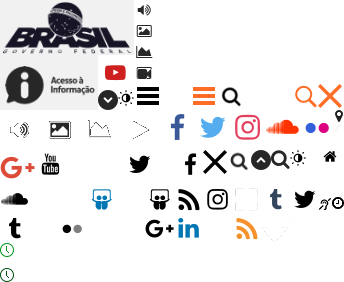 BRASIL
GOVERNO FEDERAL
Acesso à
Informação
You
Tube